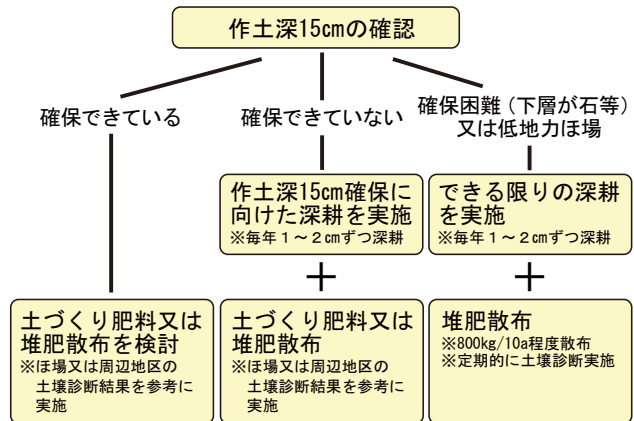 作土深15cmの確認
確保できている
確保できていない
確保困難（下層が石等）
又は低地力ほ場
作土深15cm確保に
向けた深耕を実施
※毎年１～２cmずつ深耕
できる限りの深耕
を実施
※毎年１～２cmずつ深耕
＋
＋
土づくり肥料又は
堆肥散布を検討
※ほ場又は周辺地区の
土壌診断結果を参考に
実施
土づくり肥料又は
堆肥散布
※ほ場又は周辺地区の
土壌診断結果を参考に
実施
堆肥散布
※800kg/10a程度散布
※定期的に土壌診断実施